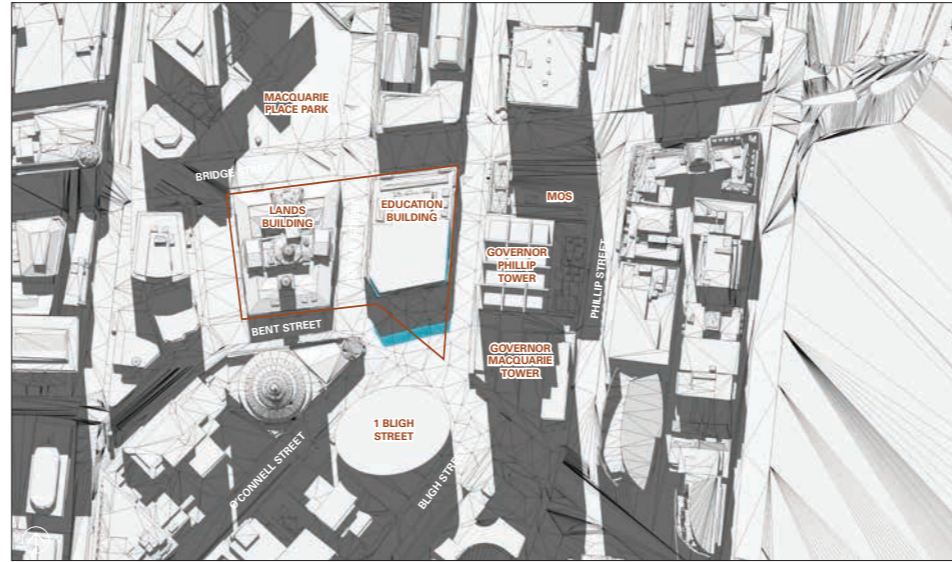 MACQUARIE
PLACE PARK
BRIDGE
LANDS
BUILDING
EDUCATION
BUILDING
MOS
GOVERNOR
PHILLIP
TOWER
PHILLIP STREET
BENT STREET
GOVERNOR
MACQUARIE
TOWER
1 BLIGH
STREET
O'CONNELL STREET
BLIGH